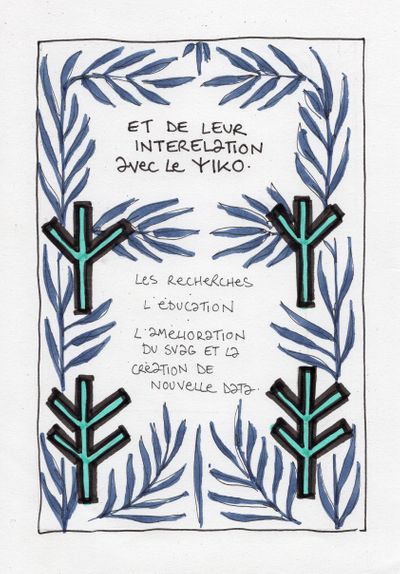 ET DE LEUR
INTERELATION
avec Le YIKO.
Les Recherches
L'éducation
L'amélioration
du svag et la
création de
nouvelle data.